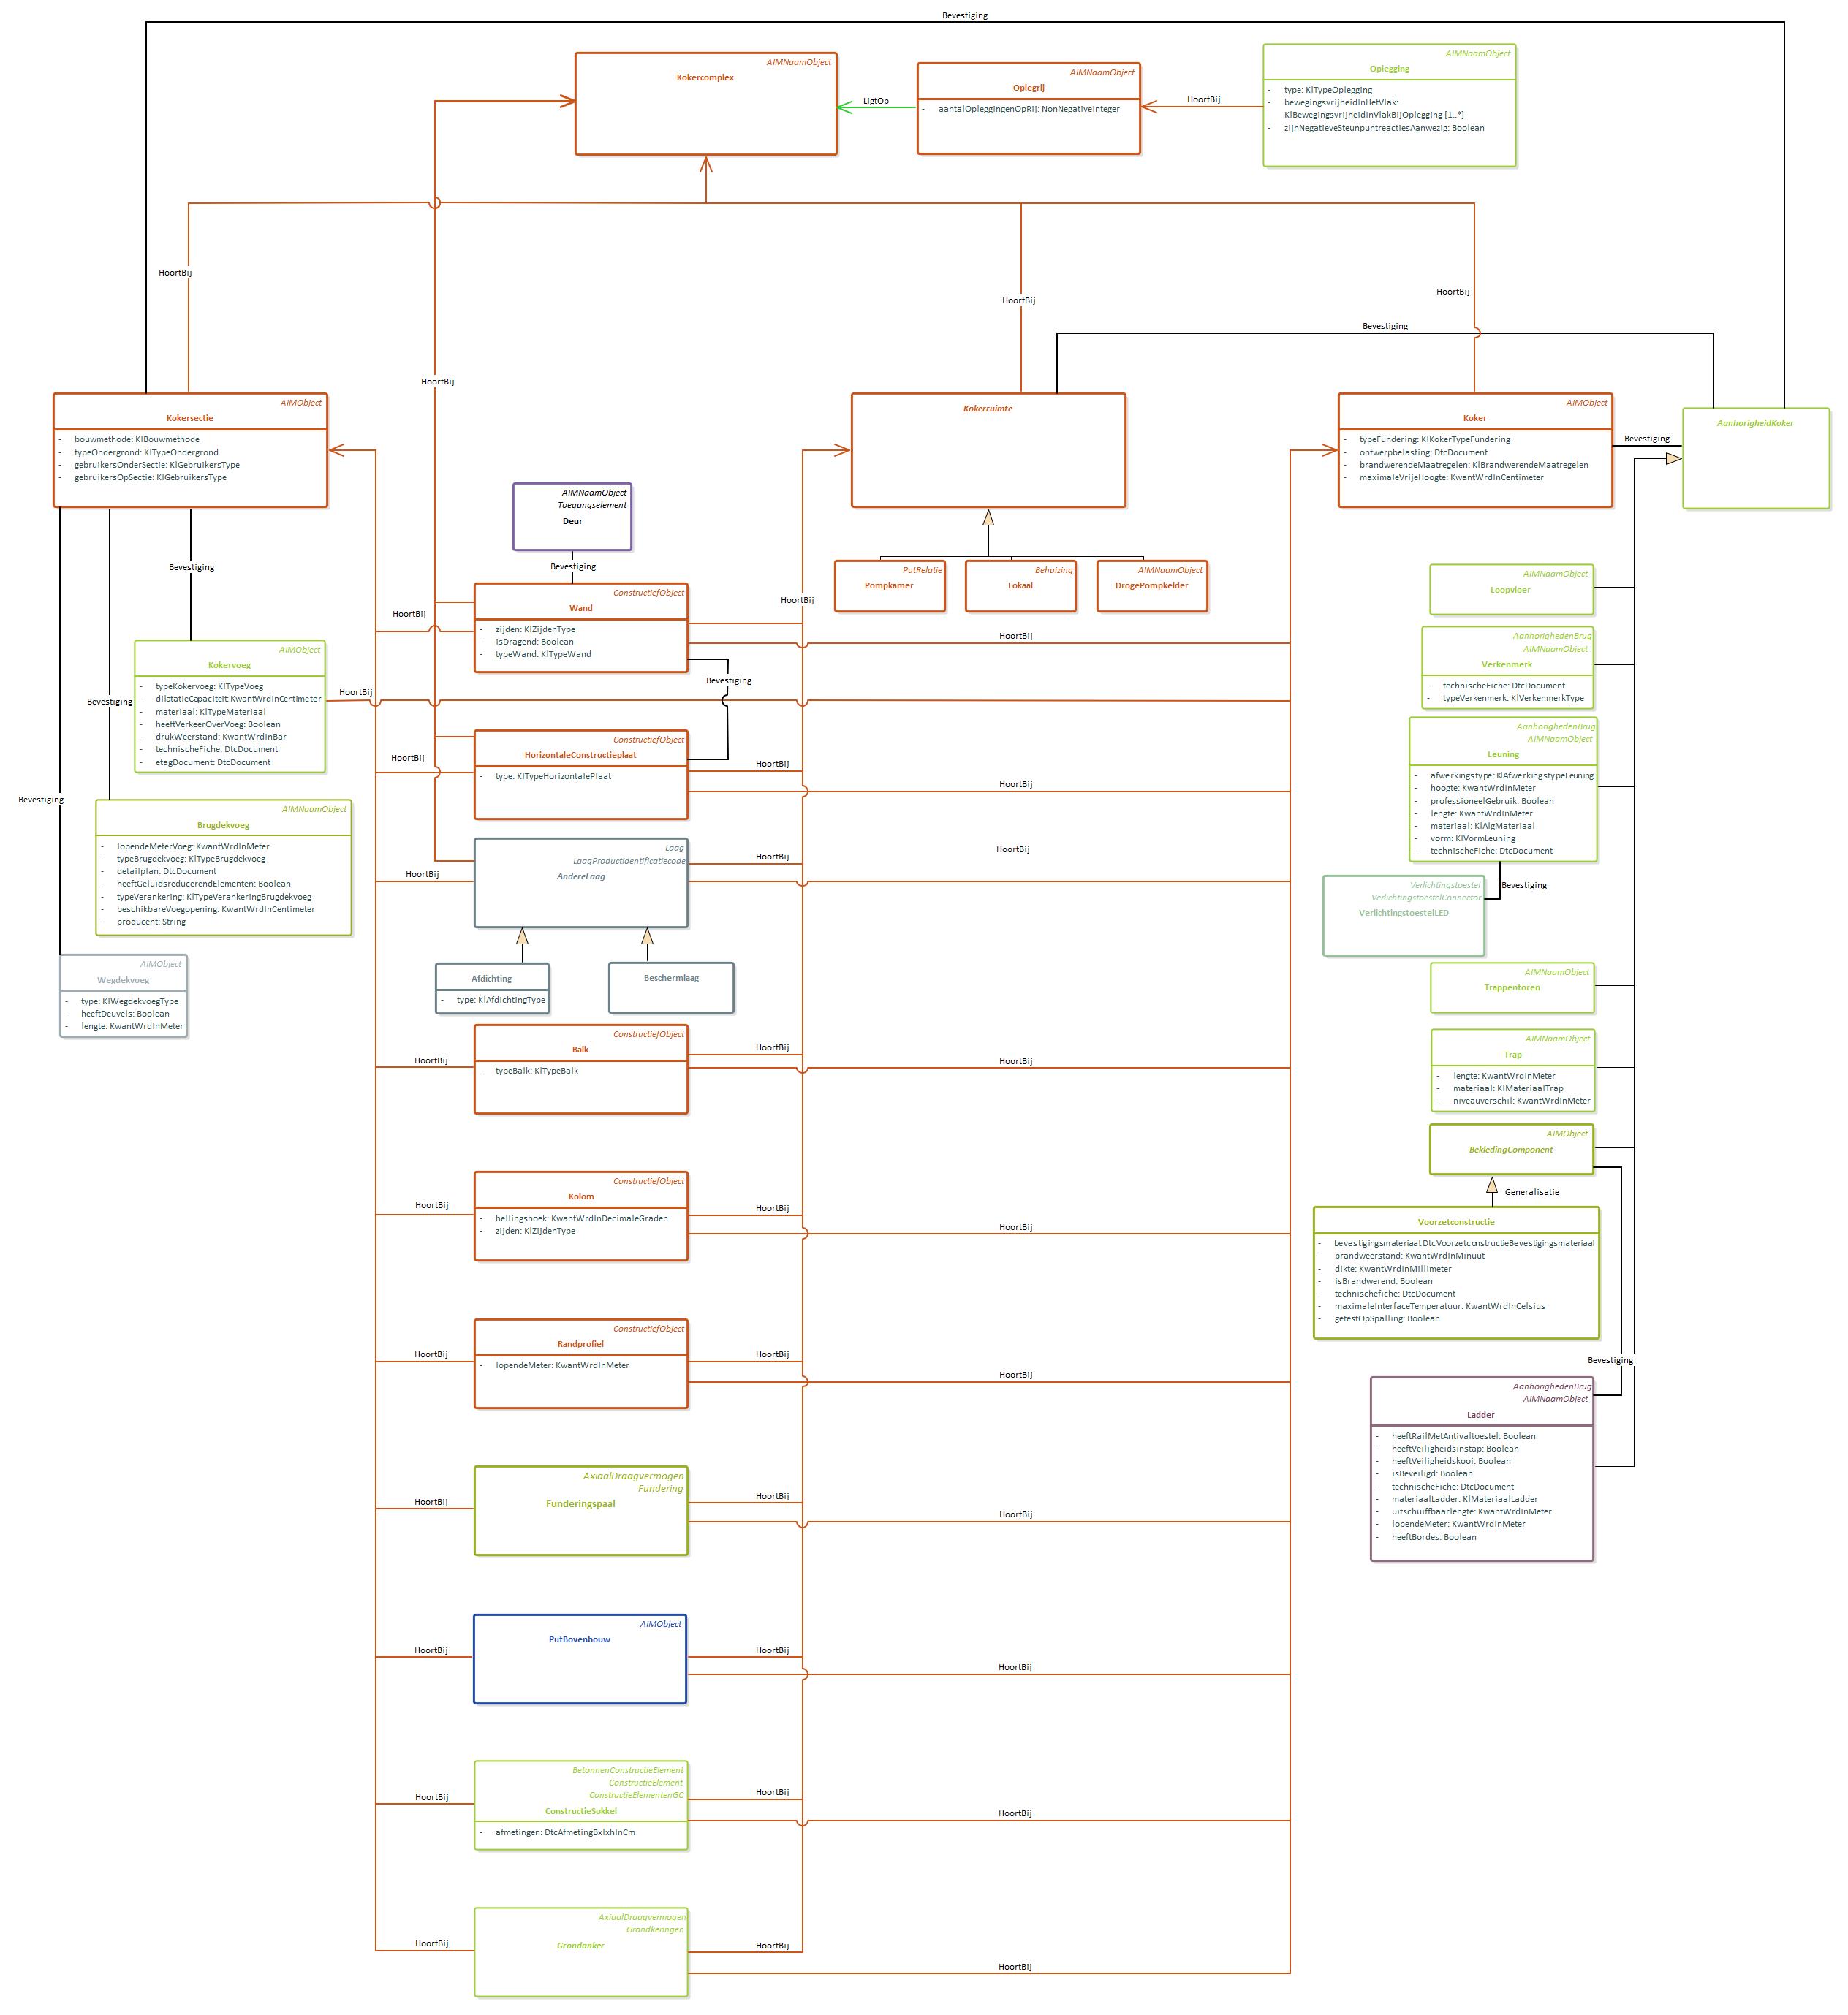 Bevestiging
AIMNaamObject
Kokercomplex
AIMNaamObject
Oplegrij
- aantalOpleggingenOpRij: NonNegativeInteger
AIMNaamObject
Oplegging
- type: KlTypeOplegging
- bewegingsvrijheidInHetVlak:
KlBewegingsvrijheidInVlakBijOplegging [1..*]
- zijnNegatieveSteunpuntreactiesAanwezig: Boolean
LigtOp
HoortBij
HoortBij
HoortBij
HoortBij
HoortBij
Bevestiging
AIMObject
Kokersectie
- bouwmethode: KlBouwmethode
- typeOndergrond: KlTypeOndergrond
- gebruikersOnderSectie: KlGebruikersType
- gebruikersOpSectie: KlGebruikersType
Kokerruimte
AIMObject
Koker
- typeFundering: KlKokerTypeFundering
- ontwerpbelasting: DtcDocument
- brandwerendeMaatregelen: KlBrandwerendeMaatregelen
- maximaleVrijeHoogte: KwantWrdInCentimeter
Bevestiging
AanhorigheidKoker
AIMNaamObject
Toegangselement
Deur
Bevestiging
PutRelatie
Pompkamer
Behuizing
Lokaal
AIMNaamObject
DrogePompkelder
Bevestiging
Bevestiging
Bevestiging
ConstructiefObject
Wand
- zijden: KlZijdenType
- isDragend: Boolean
- typeWand: KlTypeWand
HoortBij
HoortBij
HoortBij
Bevestiging
AIMObject
Kokervoeg
- typeKokervoeg: KlTypeVoeg
- dilatatieCapaciteit: KwantWrdInCentimeter
- materiaal: KlTypeMateriaal
- heeftVerkeerOverVoeg: Boolean
- drukWeerstand: KwantWrdInBar
- technischeFiche: DtcDocument
- etagDocument: DtcDocument
HoortBij
AIMNaamObject
Brugdekvoeg
- lopendeMeterVoeg: KwantWrdInMeter
- typeBrugdekvoeg: KlTypeBrugdekvoeg
- detailplan: DtcDocument
- heeftGeluidsreducerendElementen: Boolean
- typeVerankering: KlTypeVerankeringBrugdekvoeg
- beschikbareVoegopening: KwantWrdInCentimeter
- producent: String
AIMObject
Wegdekvoeg
- type: KlWegdekvoegType
- heeftDeuvels: Boolean
- lengte: KwantWrdInMeter
ConstructiefObject
HorizontaleConstructieplaat
- type: KlTypeHorizontalePlaat
HoortBij
HoortBij
HoortBij
Laag
LaagProductidentificatiecode
AndereLaag
HoortBij
HoortBij
HoortBij
Afdichting
- type: KlAfdichtingType
Beschermlaag
ConstructiefObject
Balk
- typeBalk: KlTypeBalk
HoortBij
HoortBij
HoortBij
ConstructiefObject
Kolom
- hellingshoek: KwantWrdInDecimaleGraden
- zijden: KlZijdenType
HoortBij
HoortBij
HoortBij
ConstructiefObject
Randprofiel
- lopendeMeter: KwantWrdInMeter
HoortBij
HoortBij
HoortBij
AxiaalDraagvermogen
Fundering
Funderingspaal
HoortBij
HoortBij
HoortBij
AIMObject
PutBovenbouw
HoortBij
HoortBij
HoortBij
BetonnenConstructieElement
ConstructieElement
ConstructieElementenGC
ConstructieSokkel
- afmetingen: DtcAfmetingBxlxhInCm
HoortBij
HoortBij
HoortBij
AxiaalDraagvermogen
Grondkeringen
Grondanker
HoortBij
HoortBij
HoortBij
AIMNaamObject
Loopvloer
AanhorighedenBrug
AIMNaamObject
Verkenmerk
- technischeFiche: DtcDocument
- typeVerkenmerk: KlVerkenmerkType
AanhorighedenBrug
AIMNaamObject
Leuning
- afwerkingstype: KlAfwerkingstypeLeuning
- hoogte: KwantWrdInMeter
- professioneelGebruik: Boolean
- lengte: KwantWrdInMeter
- materiaal: KlAlgMateriaal
- vorm: KlVormLeuning
- technischeFiche: DtcDocument
Bevestiging
Verlichtingstoestel
VerlichtingstoestelConnector
VerlichtingstoestelLED
AIMNaamObject
Trappentoren
AIMNaamObject
Trap
- lengte: KwantWrdInMeter
- materiaal: KlMateriaalTrap
- niveauverschil: KwantWrdInMeter
AIMObject
BekledingComponent
Generalisatie
Voorzetconstructie
- bevestigingsmateriaal:DtcVoorzetconstructieBevestigingsmateriaal
- brandweerstand: KwantWrdInMinuut
- dikte: KwantWrdInMillimeter
- isBrandwerend: Boolean
- technischefiche: DtcDocument
- maximaleInterfaceTemperatuur: KwantWrdInCelsius
- getestOpSpalling: Boolean
Bevestiging
AanhorighedenBrug
AIMNaamObject
Ladder
- heeftRailMetAntivaltoestel: Boolean
- heeftVeiligheidsinstap: Boolean
- heeftVeiligheidskooi: Boolean
- isBeveiligd: Boolean
- technischeFiche: DtcDocument
- materiaalLadder: KlMateriaalLadder
- uitschuifbaarlengte: KwantWrdInMeter
- lopendeMeter: KwantWrdInMeter
- heeftBordes: Boolean